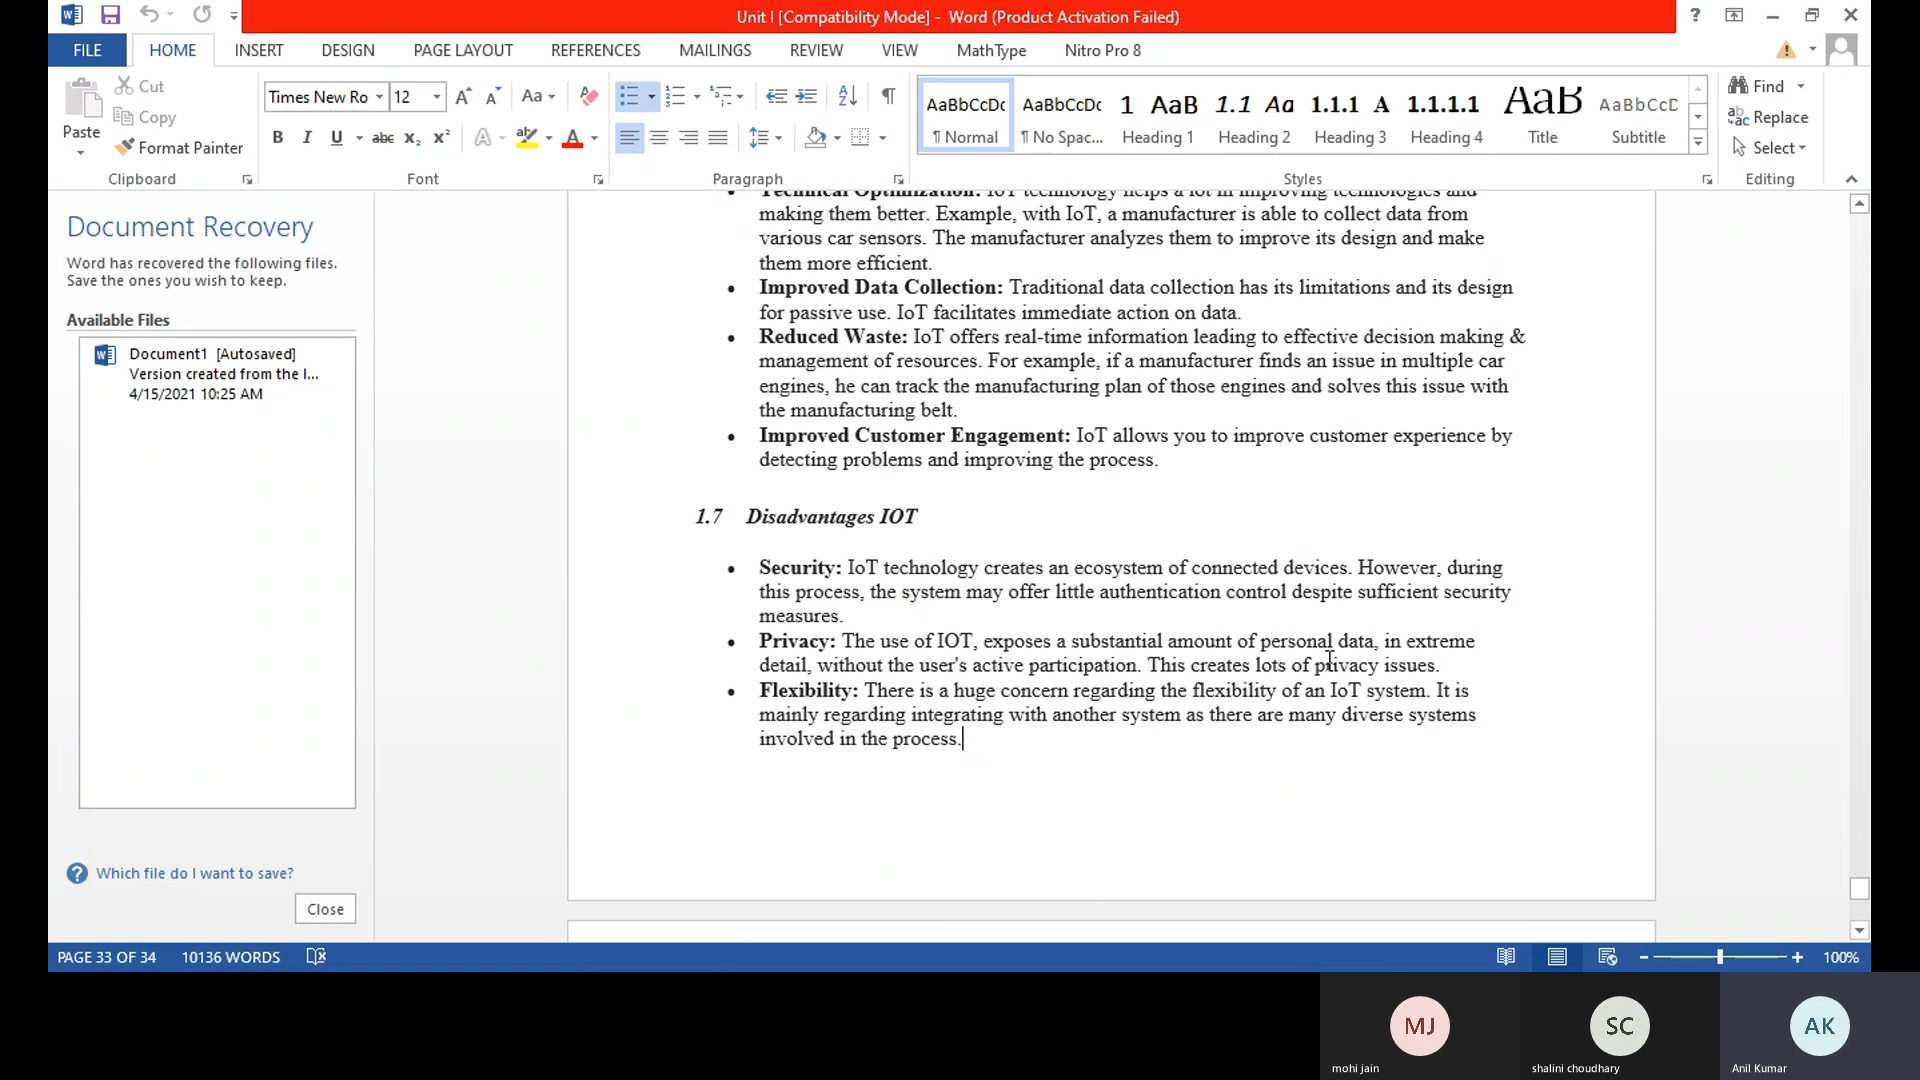 Unit I [Compatibility Mode] - Word (Product Activation Failed)
?
FILE HOME INSERT DESIGN PAGE LAYOUT REFERENCES MAILINGS REVIEW VIEW MathType Nitro Pro 8
Paste
Cut
Copy
Format Painter
Clipboard
Times New Ro 12 Aa
B I U abc x₂ x² A A
Font
Paragraph
AaBbCcDc AaBbCcDc 1 AaB 1.1 Aa 1.1.1 A 1.1.1.1 AaB AaBbCcD
¶ Normal ¶ No Spac... Heading 1 Heading 2 Heading 3 Heading 4 Title Subtitle
Styles
Find
Replace
Select
Editing
Document Recovery
Word has recovered the following files.
Save the ones you wish to keep.
Available Files
Document1 [Autosaved]
Version created from the l...
4/15/2021 10:25 AM
Which file do I want to save?
Close
• Technical Optimization: IoT technology helps a lot in improving technologies and
making them better. Example, with IoT, a manufacturer is able to collect data from
various car sensors. The manufacturer analyzes them to improve its design and make
them more efficient.
• Improved Data Collection: Traditional data collection has its limitations and its design
for passive use. IoT facilitates immediate action on data.
• Reduced Waste: IoT offers real-time information leading to effective decision making &
management of resources. For example, if a manufacturer finds an issue in multiple car
engines, he can track the manufacturing plan of those engines and solves this issue with
the manufacturing belt.
• Improved Customer Engagement: IoT allows you to improve customer experience by
detecting problems and improving the process.
1.7 Disadvantages IOT
• Security: IoT technology creates an ecosystem of connected devices. However, during
this process, the system may offer little authentication control despite sufficient security
measures.
• Privacy: The use of IOT, exposes a substantial amount of personal data, in extreme
detail, without the user's active participation. This creates lots of privacy issues.
• Flexibility: There is a huge concern regarding the flexibility of an IoT system. It is
mainly regarding integrating with another system as there are many diverse systems
involved in the process.
PAGE 33 OF 34 10136 WORDS
100%
MJ SC AK
mohi jain shalini choudhary Anil Kumar